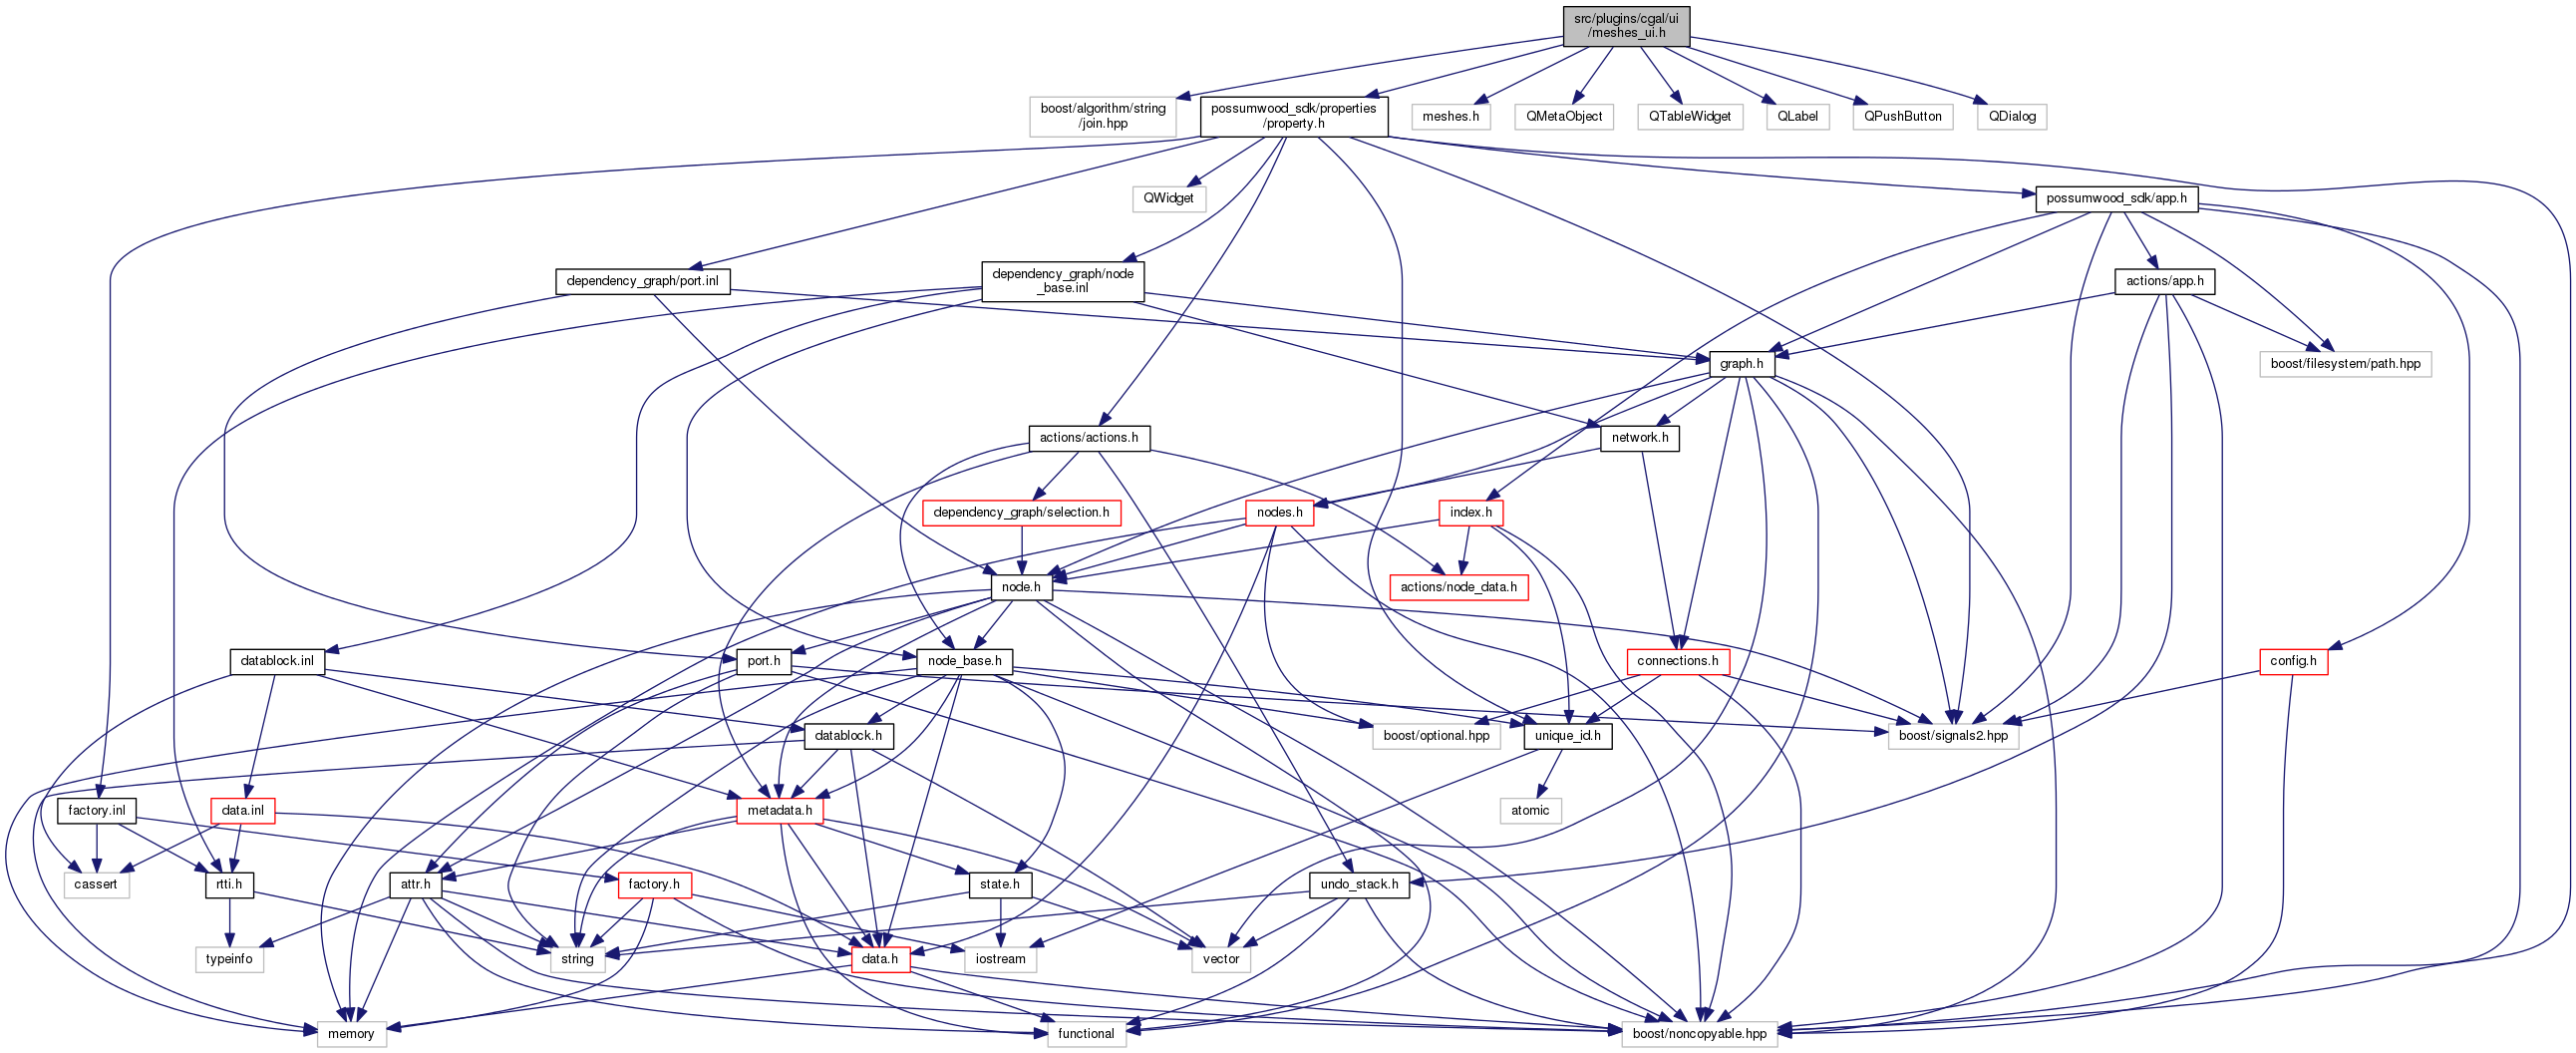 src/plugins/cgal/ui
/meshes_ui.h
boost/algorithm/string
/join.hpp
possumwood_sdk/properties
/property.h
meshes.h
QMetaObject
QTableWidget
QLabel
QPushButton
QDialog
QWidget
possumwood_sdk/app.h
dependency_graph/port.inl
dependency_graph/node
_base.inl
actions/app.h
graph.h
boost/filesystem/path.hpp
actions/actions.h
network.h
dependency_graph/selection.h
nodes.h
index.h
node.h
actions/node_data.h
datablock.inl
port.h
node_base.h
connections.h
config.h
datablock.h
boost/optional.hpp
unique_id.h
boost/signals2.hpp
factory.inl
data.inl
metadata.h
atomic
cassert
rtti.h
attr.h
factory.h
state.h
undo_stack.h
typeinfo
string
data.h
iostream
vector
memory
functional
boost/noncopyable.hpp